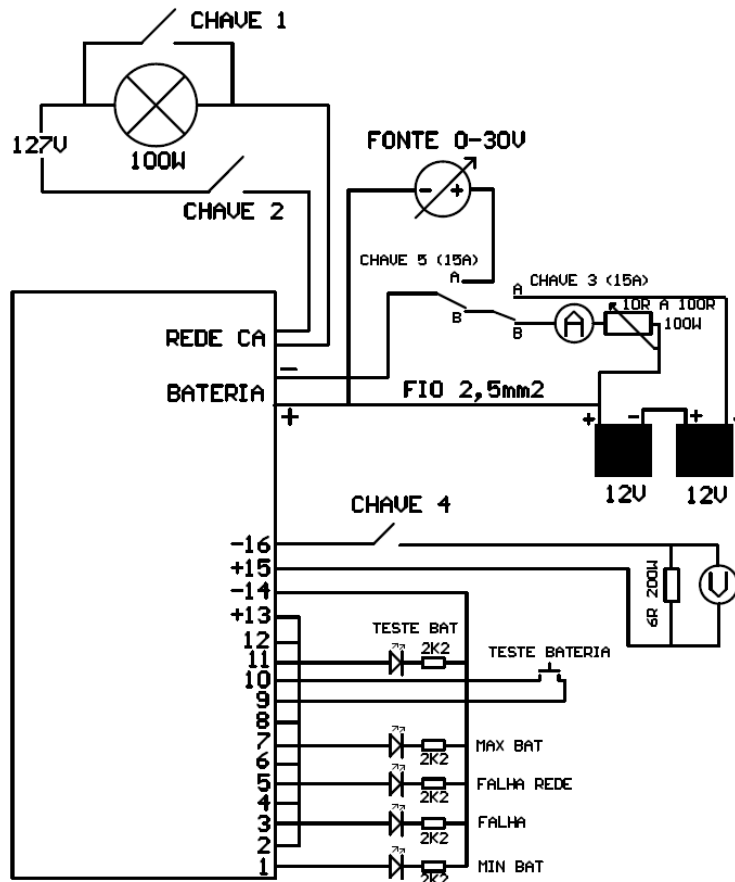 CHAVE 1
127V
100W
CHAVE 2
FONTE 0-30V
- +
CHAVE 5 (15A)
A
B
CHAVE 3 (15A)
A
B
A
10R A 100R
100W
REDE CA
-
BATERIA
+
FIO 2,5mm2
+ - + -
12V 12V
CHAVE 4
-16
+15
-14
+13
12
11
10
9
8
7
6
5
4
3
2
1
6R 200W
V
TESTE BAT
2K2
TESTE BATERIA
MAX BAT
2K2
FALHA REDE
2K2
FALHA
2K2
MIN BAT
2K2